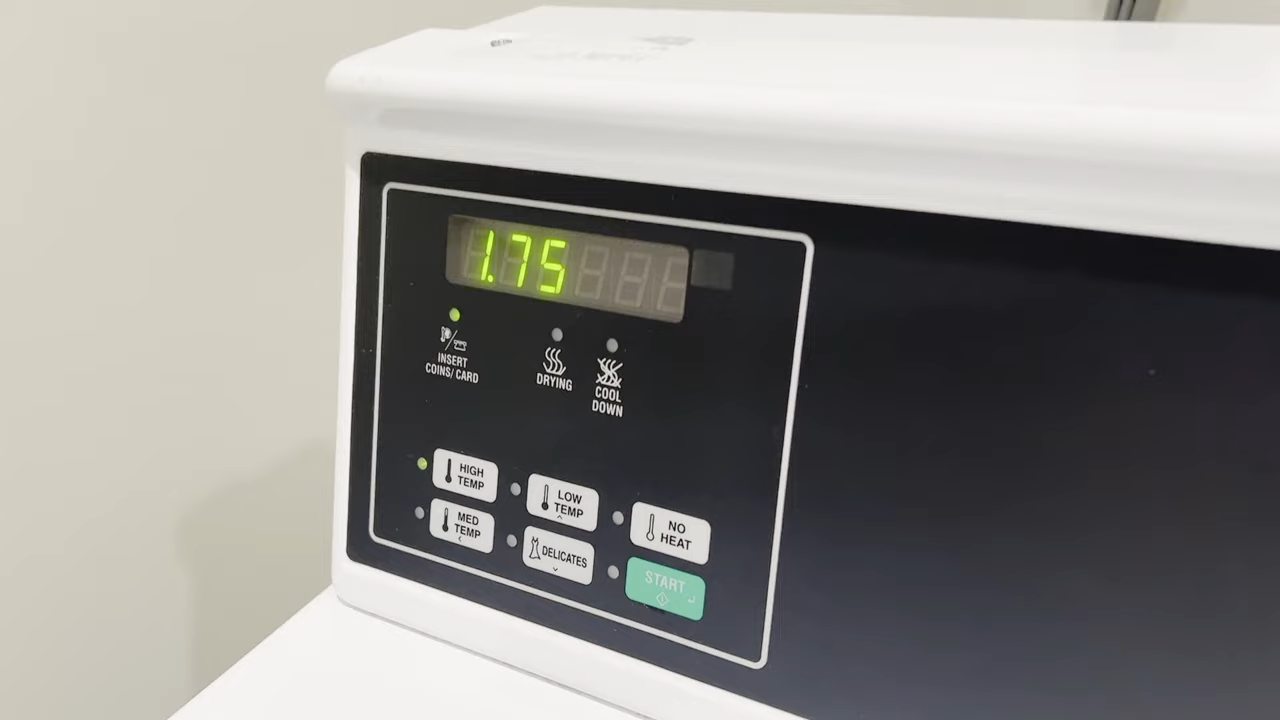 1.75
INSERT
COINS/CARD
DRYING
COOL
DOWN
HIGH
TEMP
LOW
TEMP
NO
HEAT
MED
TEMP
DELICATES
START